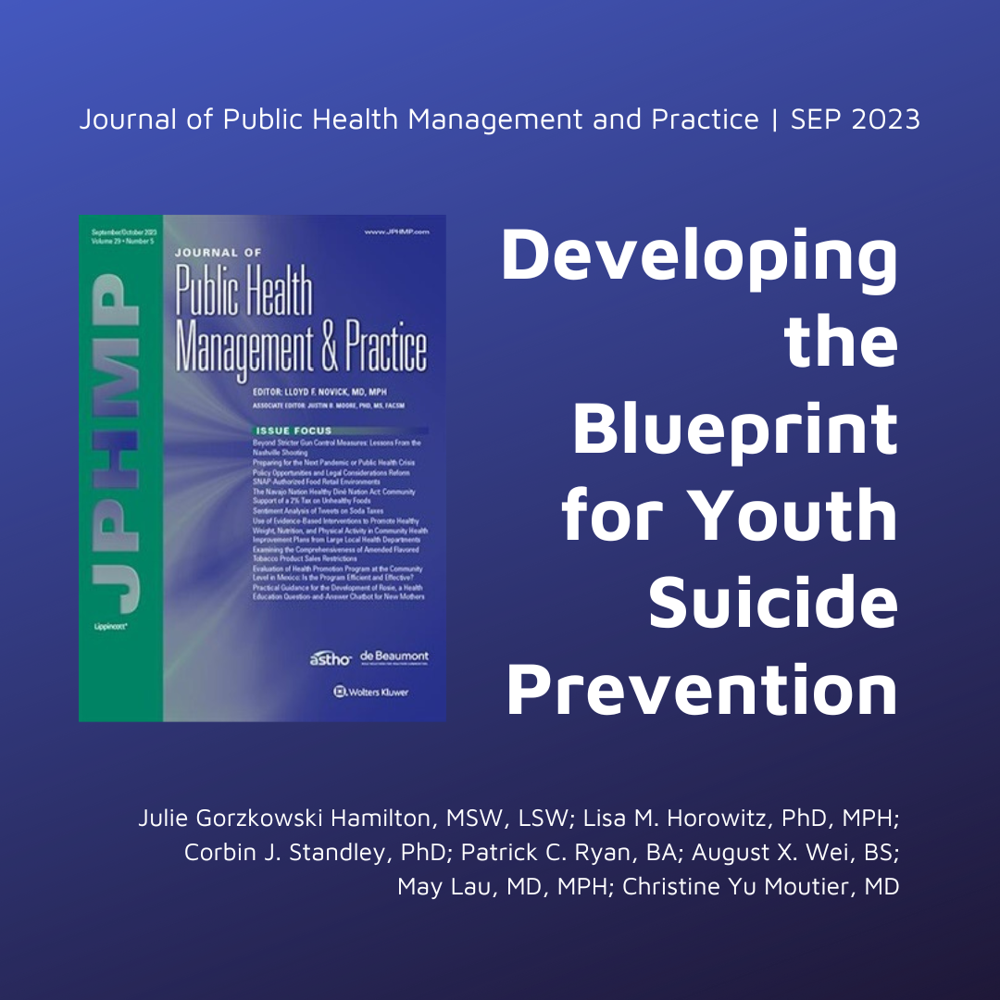 Journal of Public Health Management and Practice | SEP 2023
September/October 2023
Volume 29 • Number 5
www.JPHMP.com
JPHMP
Lippincott®
JOURNAL OF
Public Health
Management & Practice
EDITOR: LLOYD F. NOVICK, MD, MPH
ASSOCIATE EDITOR: JUSTIN B. MOORE, PHD, MS, FACSM
ISSUE FOCUS
Beyond Stricter Gun Control Measures: Lessons From the
Nashville Shooting
Preparing for the Next Pandemic or Public Health Crisis
Policy Opportunities and Legal Considerations Reform
SNAP-Authorized Food Retail Environments
The Navajo Nation Healthy Diné Nation Act: Community
Support of a 2% Tax on Unhealthy Foods
Sentiment Analysis of Tweets on Soda Taxes
Use of Evidence-Based Interventions to Promote Healthy
Weight, Nutrition, and Physical Activity in Community Health
Improvement Plans from Large Local Health Departments
Examining the Comprehensiveness of Amended Flavored
Tobacco Product Sales Restrictions
Evaluation of Health Promotion Program at the Community
Level in Mexico: Is the Program Efficient and Effective?
Practical Guidance for the Development of Rosie, a Health
Education Question-and-Answer Chatbot for New Mothers
astho
de Beaumont
Wolters Kluwer
Developing
the
Blueprint
for Youth
Suicide
Prevention
Julie Gorzkowski Hamilton, MSW, LSW; Lisa M. Horowitz, PhD, MPH;
Corbin J. Standley, PhD; Patrick C. Ryan, BA; August X. Wei, BS;
May Lau, MD, MPH; Christine Yu Moutier, MD